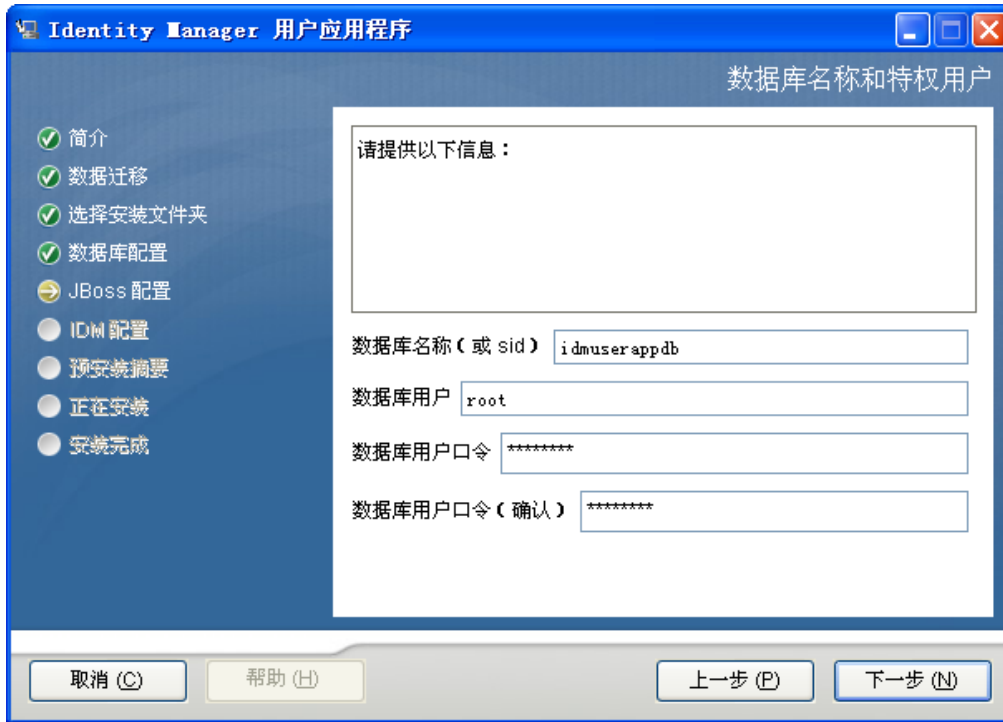 Identity Manager 用户应用程序
数据库名称和特权用户
简介
数据迁移
选择安装文件夹
数据库配置
JBoss 配置
IDM 配置
预安装摘要
正在安装
安装完成
请提供以下信息：
数据库名称（或 sid） idmuserappdb
数据库用户 root
数据库用户口令 ********
数据库用户口令（确认） ********
取消 (C) 帮助 (H) 上一步 (P) 下一步 (N)